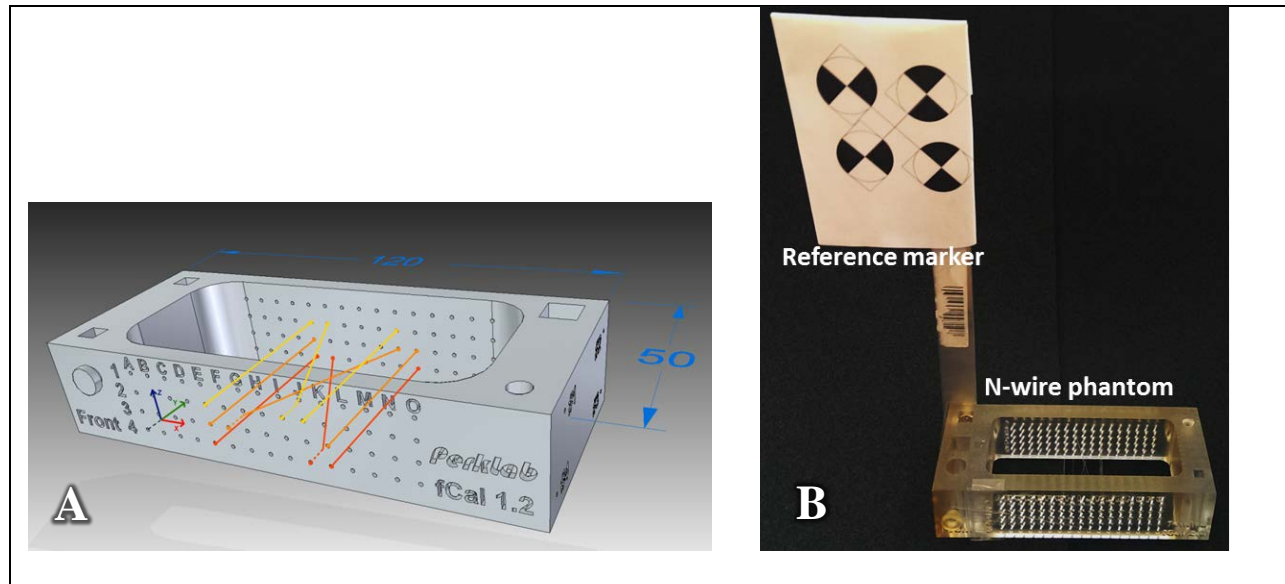 120
50
A B C D E F G H I J K L M N O
1
2
3
Front 4
Z
Y
X
Perklab
fCal 1.2
A
Reference marker
N-wire phantom
B